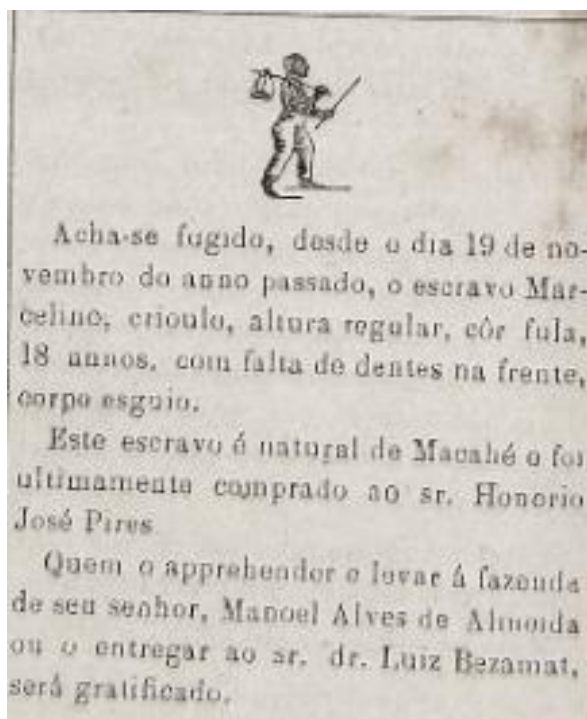 Acha-se fugido, desde o dia 19 de no-
vembro do anno passado, o escravo Mar-
celino, crioulo, altura regular, côr fula,
18 annos, com falta de dentes na frente,
corpo esguio.
Este escravo é natural de Macahé e foi
ultimamente comprado ao sr. Honorio
José Pires
Quem o apprehender e levar á fazenda
de seu senhor, Manoel Alves de Almeida
ou o entregar ao sr. dr. Luiz Bezamat,
será gratificado.